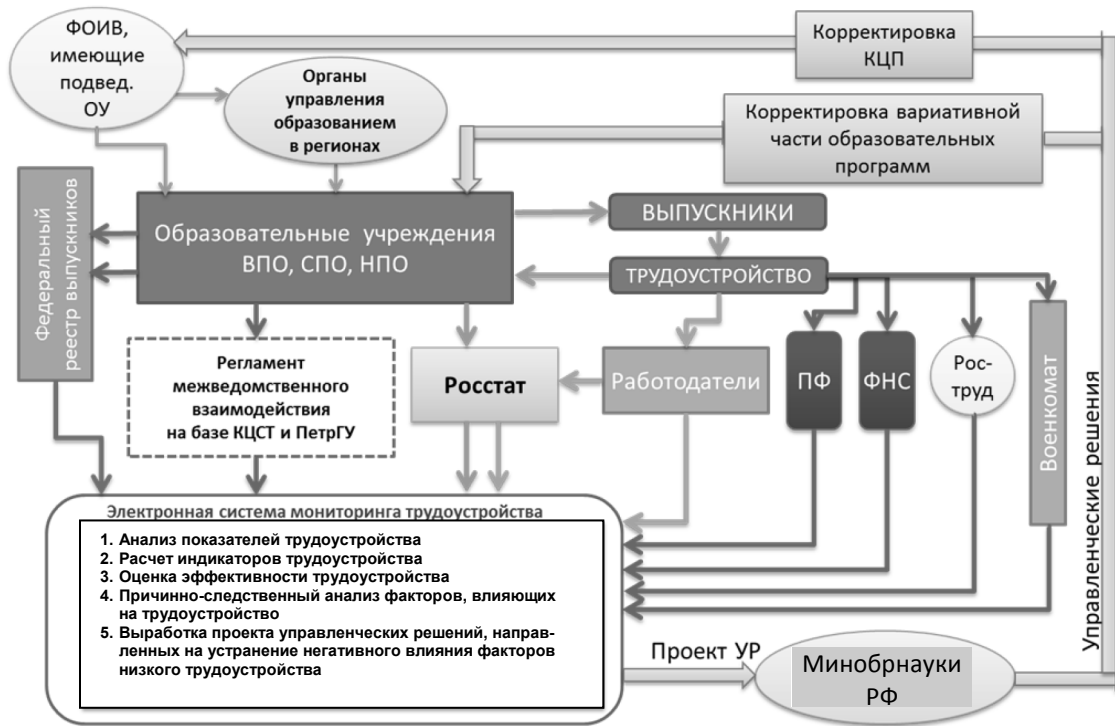 ФОИВ,
имеющие
подвед.
ОУ
Органы
управления
образованием
в регионах
Корректировка
КЦП
Корректировка вариативной
части образовательных
программ
Федеральный
реестр выпускников
Образовательные учреждения
ВПО, СПО, НПО
ВЫПУСКНИКИ
ТРУДОУСТРОЙСТВО
Регламент
межведомственного
взаимодействия
на базе КЦСТ и ПетрГУ
Росстат
Работодатели
ПФ
ФНС
Рос-
труд
Военкомат
Управленческие решения
Электронная система мониторинга трудоустройства
1. Анализ показателей трудоустройства
2. Расчет индикаторов трудоустройства
3. Оценка эффективности трудоустройства
4. Причинно-следственный анализ факторов, влияющих
на трудоустройство
5. Выработка проекта управленческих решений, направ-
ленных на устранение негативного влияния факторов
низкого трудоустройства
Проект УР
Минобрнауки
РФ